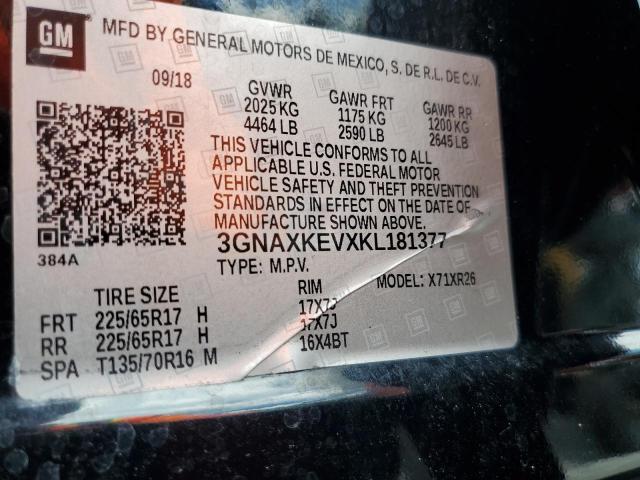 GM MFD BY GENERAL MOTORS DE MEXICO, S. DE R.L. DE C.V.
09/18 GVWR GAWR FRT GAWR RR
2025 KG 1175 KG 1200 KG
4464 LB 2590 LB 2645 LB
THIS VEHICLE CONFORMS TO ALL
APPLICABLE U.S. FEDERAL MOTOR
VEHICLE SAFETY AND THEFT PREVENTION
STANDARDS IN EFFECT ON THE DATE OF
MANUFACTURE SHOWN ABOVE.
3GNAXKEVXKL181377
384A
TYPE: M.P.V. MODEL: X71XR26
TIRE SIZE RIM
FRT 225/65R17 H 17X7J
RR 225/65R17 H 17X7J
SPA T135/70R16 M 16X4BT